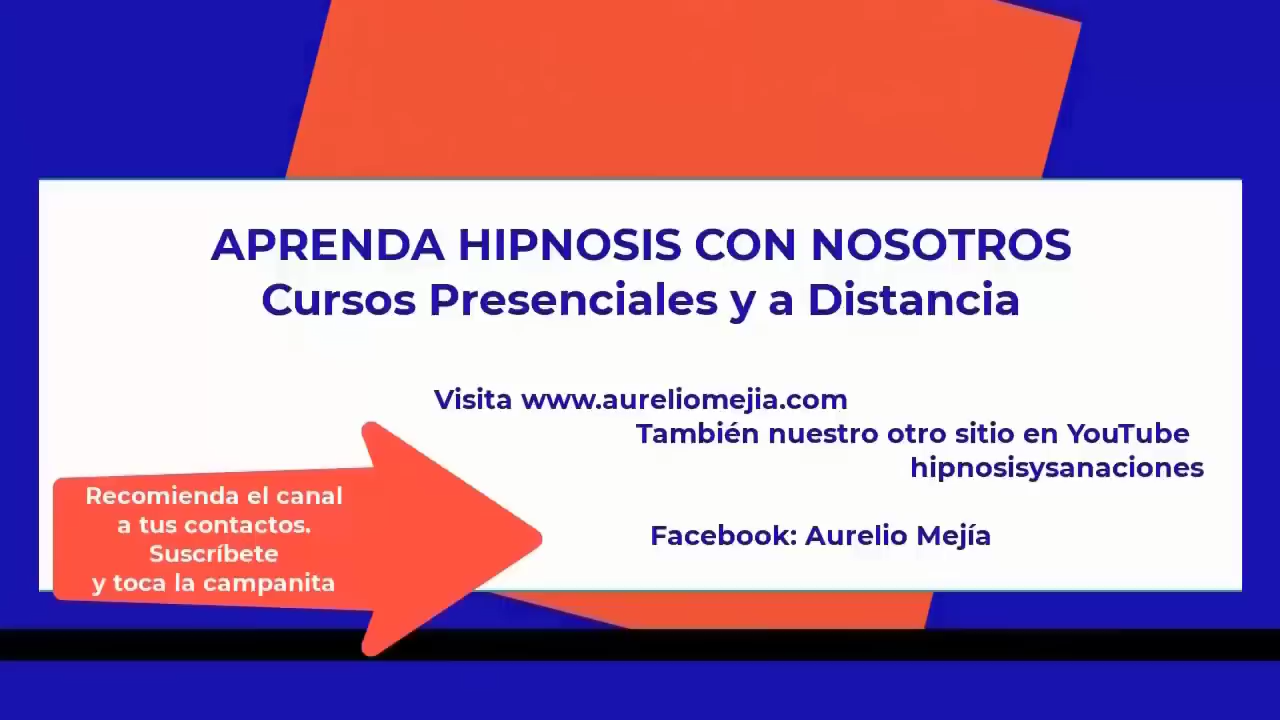 APRENDA HIPNOSIS CON NOSOTROS
Cursos Presenciales y a Distancia
Visita www.aureliomejia.com
También nuestro otro sitio en YouTube
hipnosisysanaciones
Facebook: Aurelio Mejía
Recomienda el canal
a tus contactos.
Suscríbete
y toca la campanita